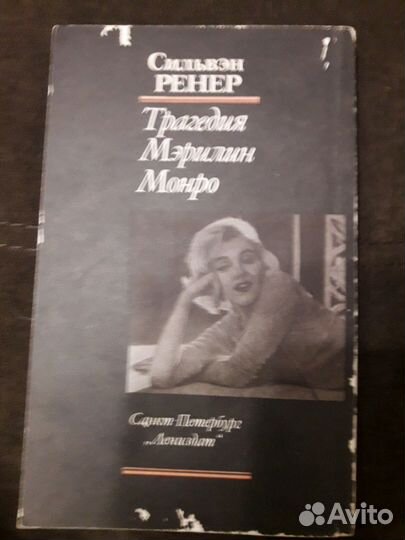 Сильвэн
РЕНЕР
Трагедия
Мэрилин
Монро
Санкт-Петербург
„Лениздат“
Avito